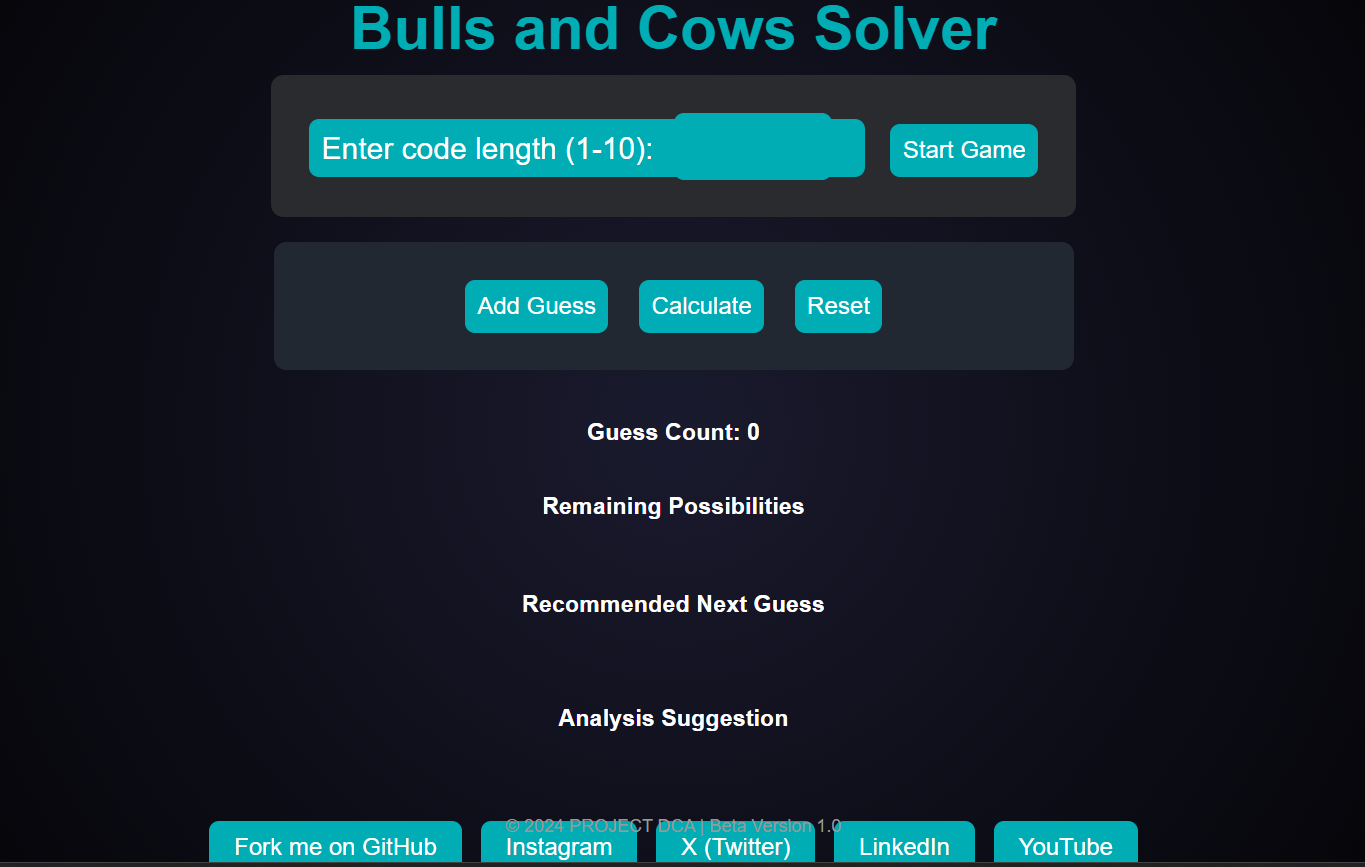 Bulls and Cows Solver
Enter code length (1-10):
Start Game
Add Guess Calculate Reset
Guess Count: 0
Remaining Possibilities
Recommended Next Guess
Analysis Suggestion
© 2024 PROJECT DCA | Beta Version 1.0
Fork me on GitHub Instagram X (Twitter) LinkedIn YouTube